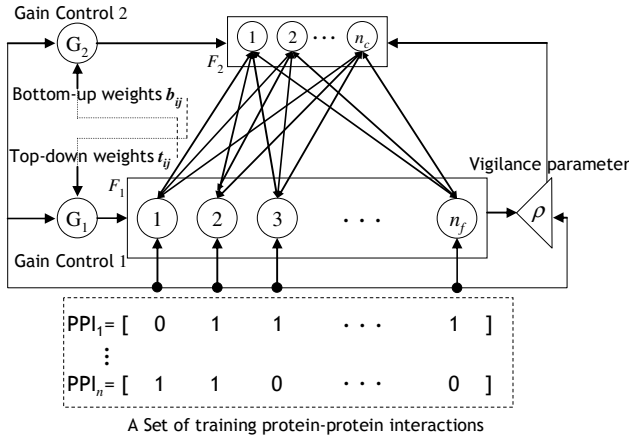 Gain Control 2
G2
1 2 ··· nc
F2
Bottom-up weights bij
Top-down weights tij
Vigilance parameter
F1
G1
1 2 3 · · · nf
ρ
Gain Control 1
PPI1= [ 0 1 1 · · · 1 ]
⋮
PPIn= [ 1 1 0 · · · 0 ]
A Set of training protein-protein interactions